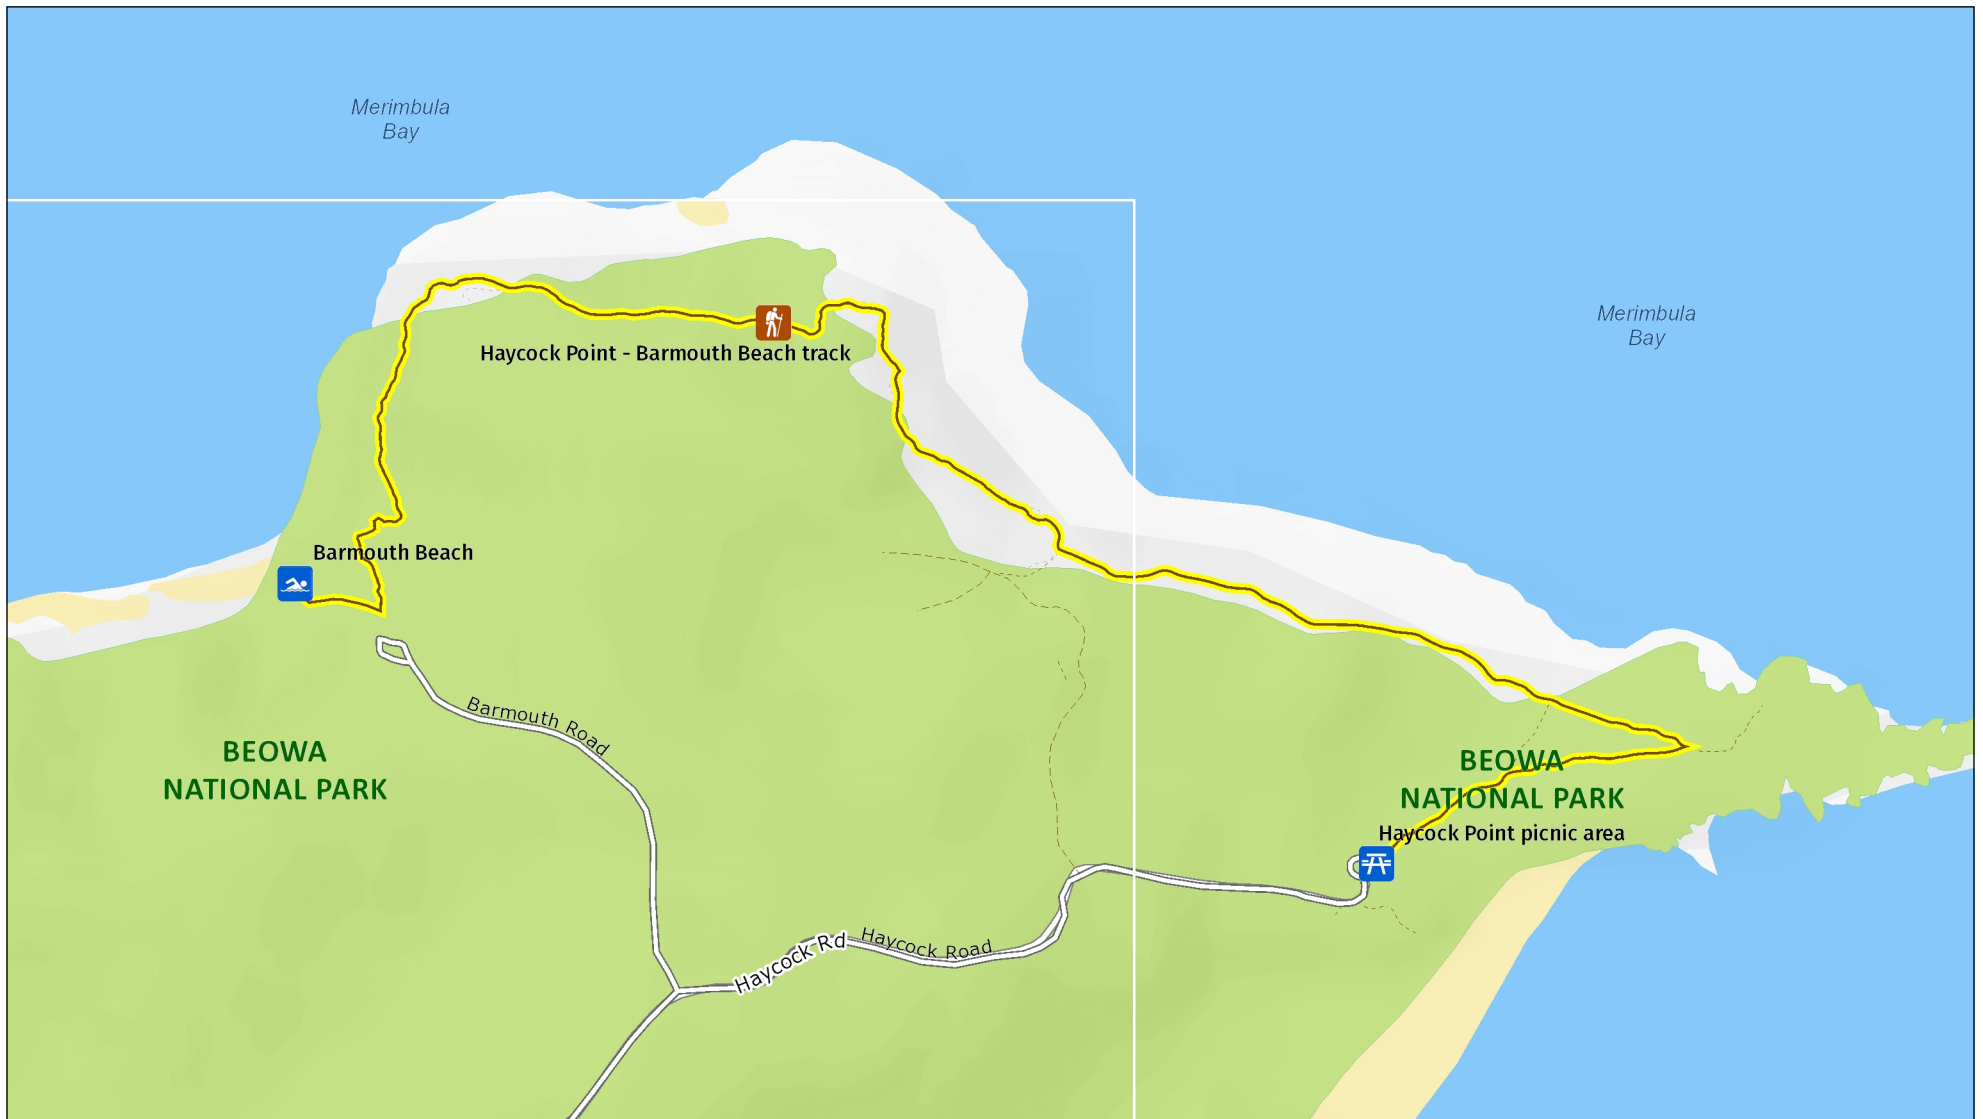 Merimbula
Bay
Merimbula
Bay
Haycock Point - Barmouth Beach track
Barmouth Beach
Barmouth Road
BEOWA
NATIONAL PARK
BEOWA
NATIONAL PARK
Haycock Point picnic area
Haycock Rd
Haycock Road